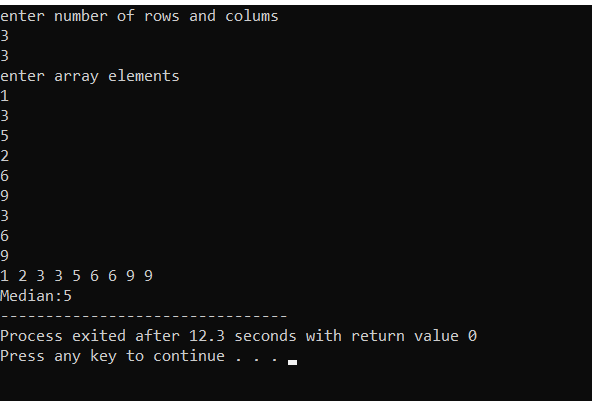 enter number of rows and colums
3
3
enter array elements
1
3
5
2
6
9
3
6
9
1 2 3 3 5 6 6 9 9
Median:5
--------------------------------
Process exited after 12.3 seconds with return value 0
Press any key to continue . . .